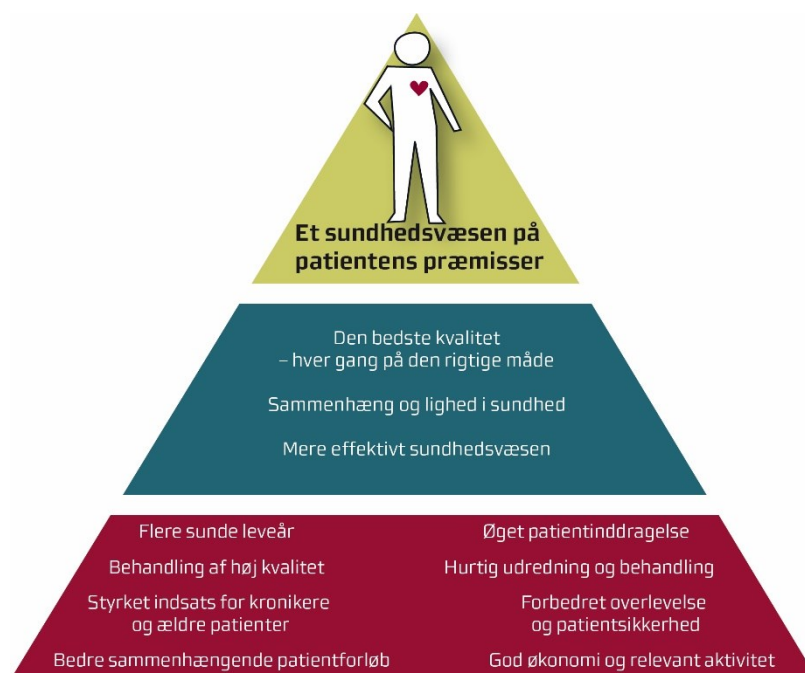 Et sundhedsvæsen på
patientens præmisser
Den bedste kvalitet
– hver gang på den rigtige måde
Sammenhæng og lighed i sundhed
Mere effektivt sundhedsvæsen
Flere sunde leveår
Behandling af høj kvalitet
Styrket indsats for kronikere
og ældre patienter
Bedre sammenhængende patientforløb
Øget patientinddragelse
Hurtig udredning og behandling
Forbedret overlevelse
og patientsikkerhed
God økonomi og relevant aktivitet